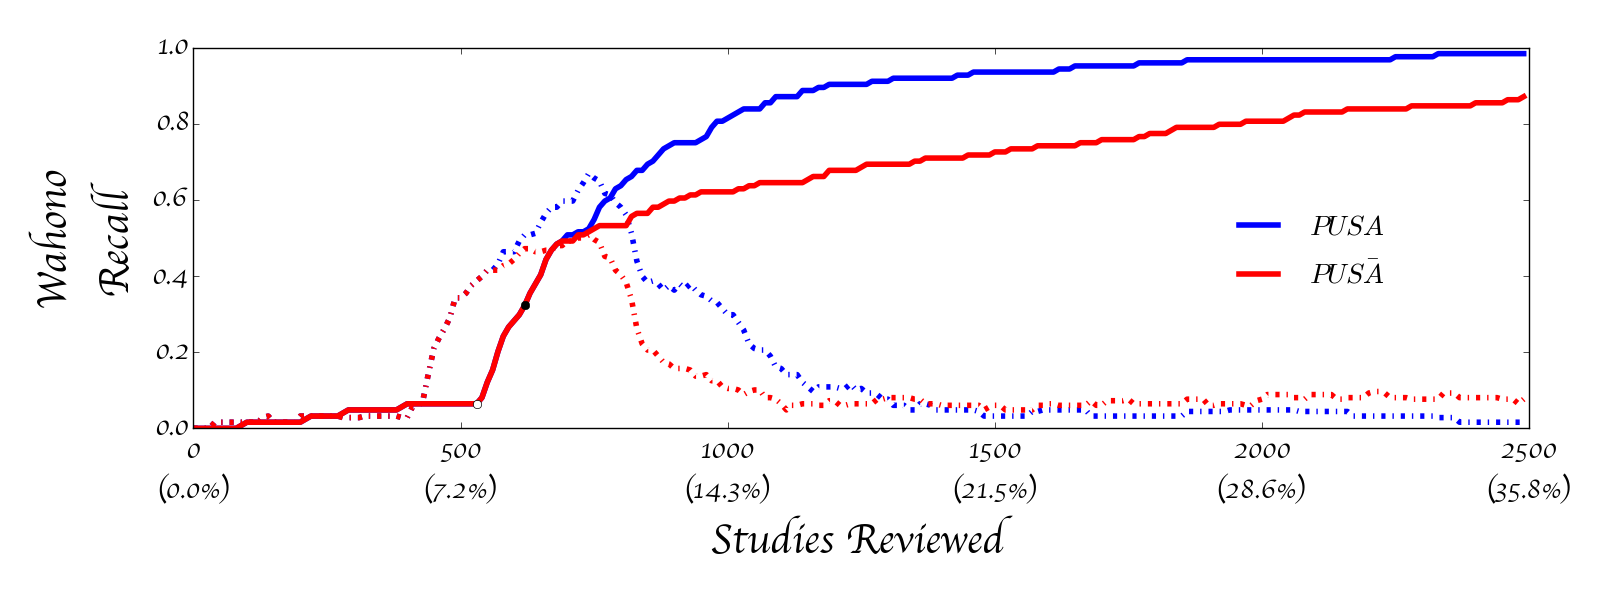 Wahono
Recall
1.0
0.8
0.6
0.4
0.2
0.0
PUSA
PUSĀ
0 500 1000 1500 2000 2500
(0.0%) (7.2%) (14.3%) (21.5%) (28.6%) (35.8%)
Studies Reviewed